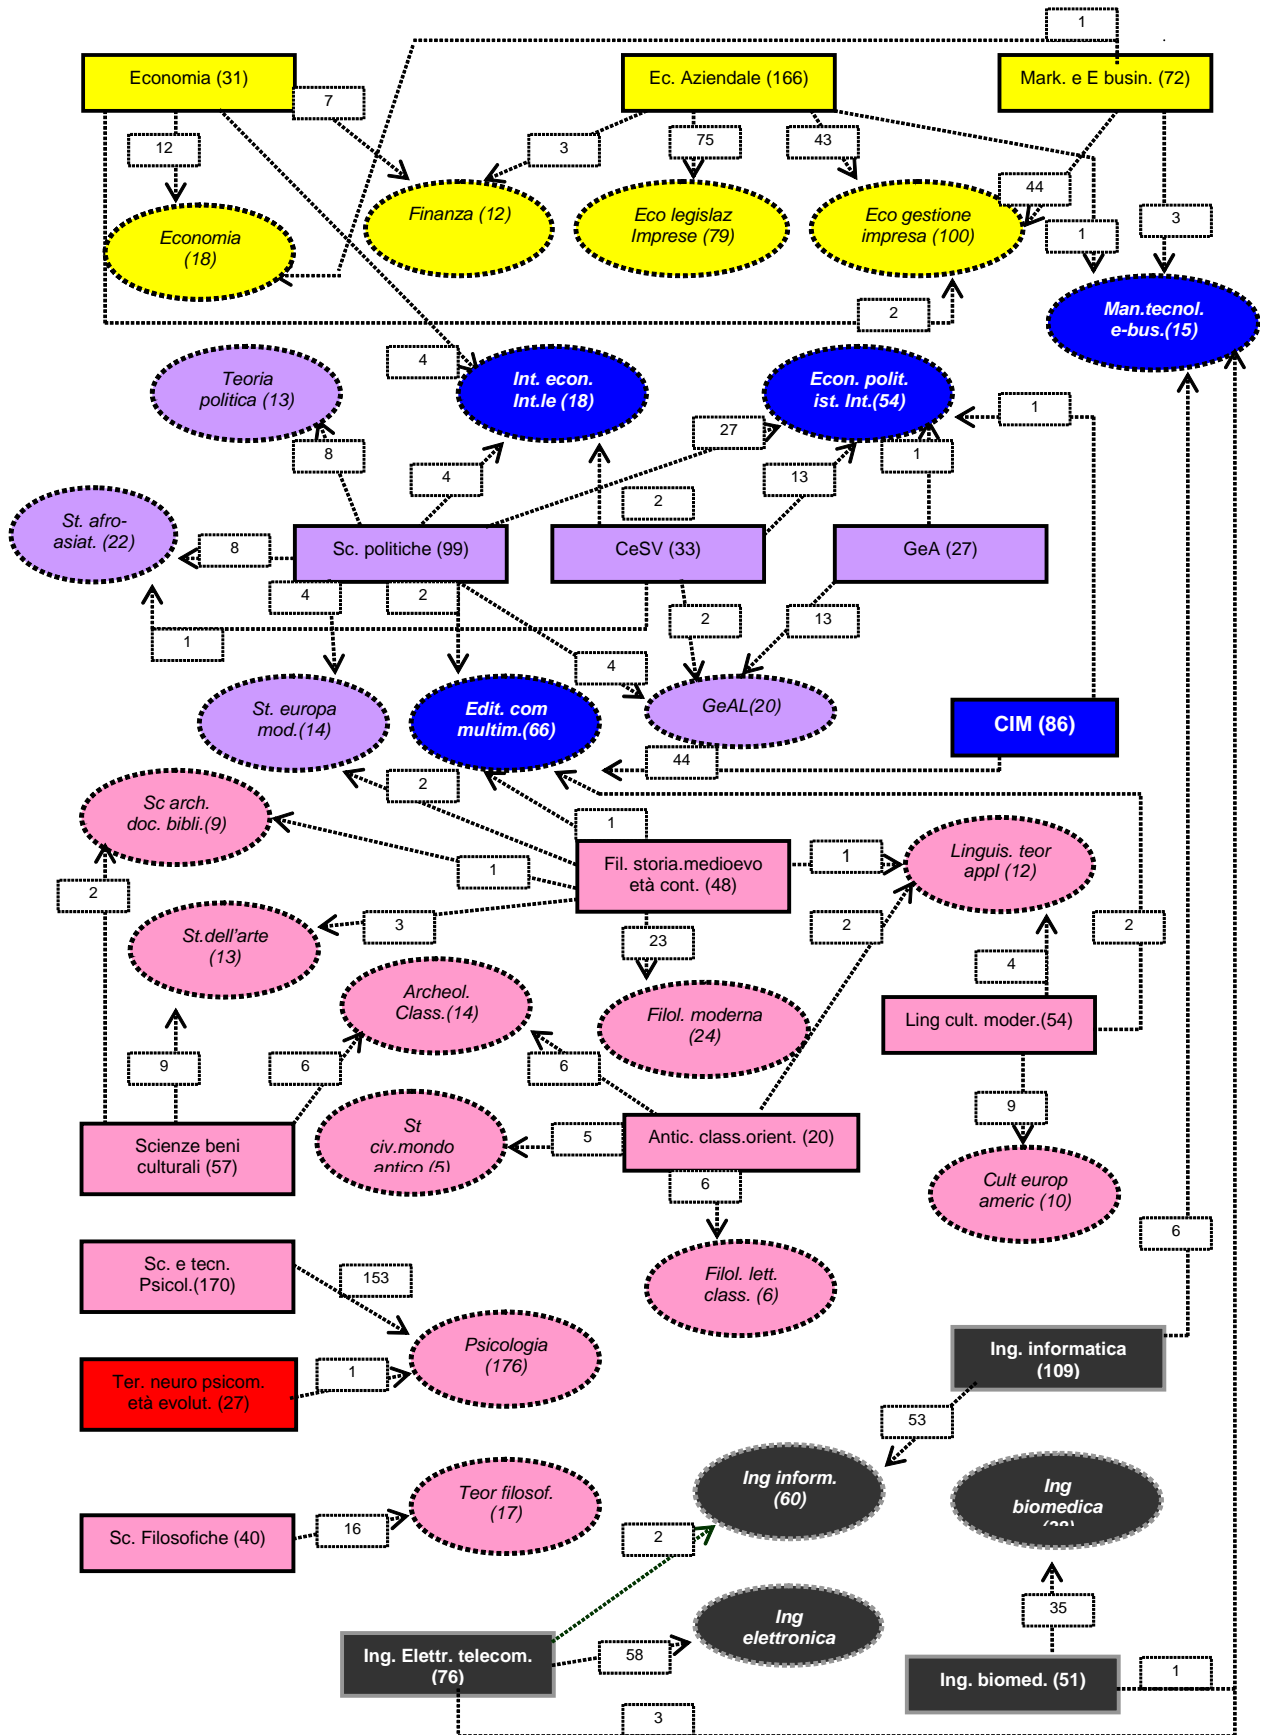 1
Economia (31)
Ec. Aziendale (166)
Mark. e E busin. (72)
7
12
3
75
43
44
1
3
Economia
(18)
Finanza (12)
Eco legislaz
Imprese (79)
Eco gestione
impresa (100)
Man.tecnol.
e-bus.(15)
2
4
Teoria
politica (13)
Int. econ.
Int.le (18)
Econ. polit.
ist. Int.(54)
1
27
8
4
13
1
2
St. afro-
asiat. (22)
8
Sc. politiche (99)
CeSV (33)
GeA (27)
4
2
1
2
13
4
St. europa
mod.(14)
Edit. com
multim.(66)
GeAL(20)
CIM (86)
44
2
Sc arch.
doc. bibli.(9)
1
1
Fil. storia.medioevo
età cont. (48)
1
Linguis. teor
appl (12)
2
3
23
2
2
St.dell'arte
(13)
4
Archeol.
Class.(14)
Filol. moderna
(24)
Ling cult. moder.(54)
9
6
6
9
St
civ.mondo
antico (5)
5
Antic. class.orient. (20)
Scienze beni
culturali (57)
6
Cult europ
americ (10)
6
Sc. e tecn.
Psicol.(170)
153
Filol. lett.
class. (6)
Psicologia
(176)
Ing. informatica
(109)
Ter. neuro psicom.
età evolut. (27)
1
53
Teor filosof.
(17)
Ing inform.
(60)
Ing
biomedica
Sc. Filosofiche (40)
16
2
35
Ing
elettronica
Ing. Elettr. telecom.
(76)
58
Ing. biomed. (51)
1
3